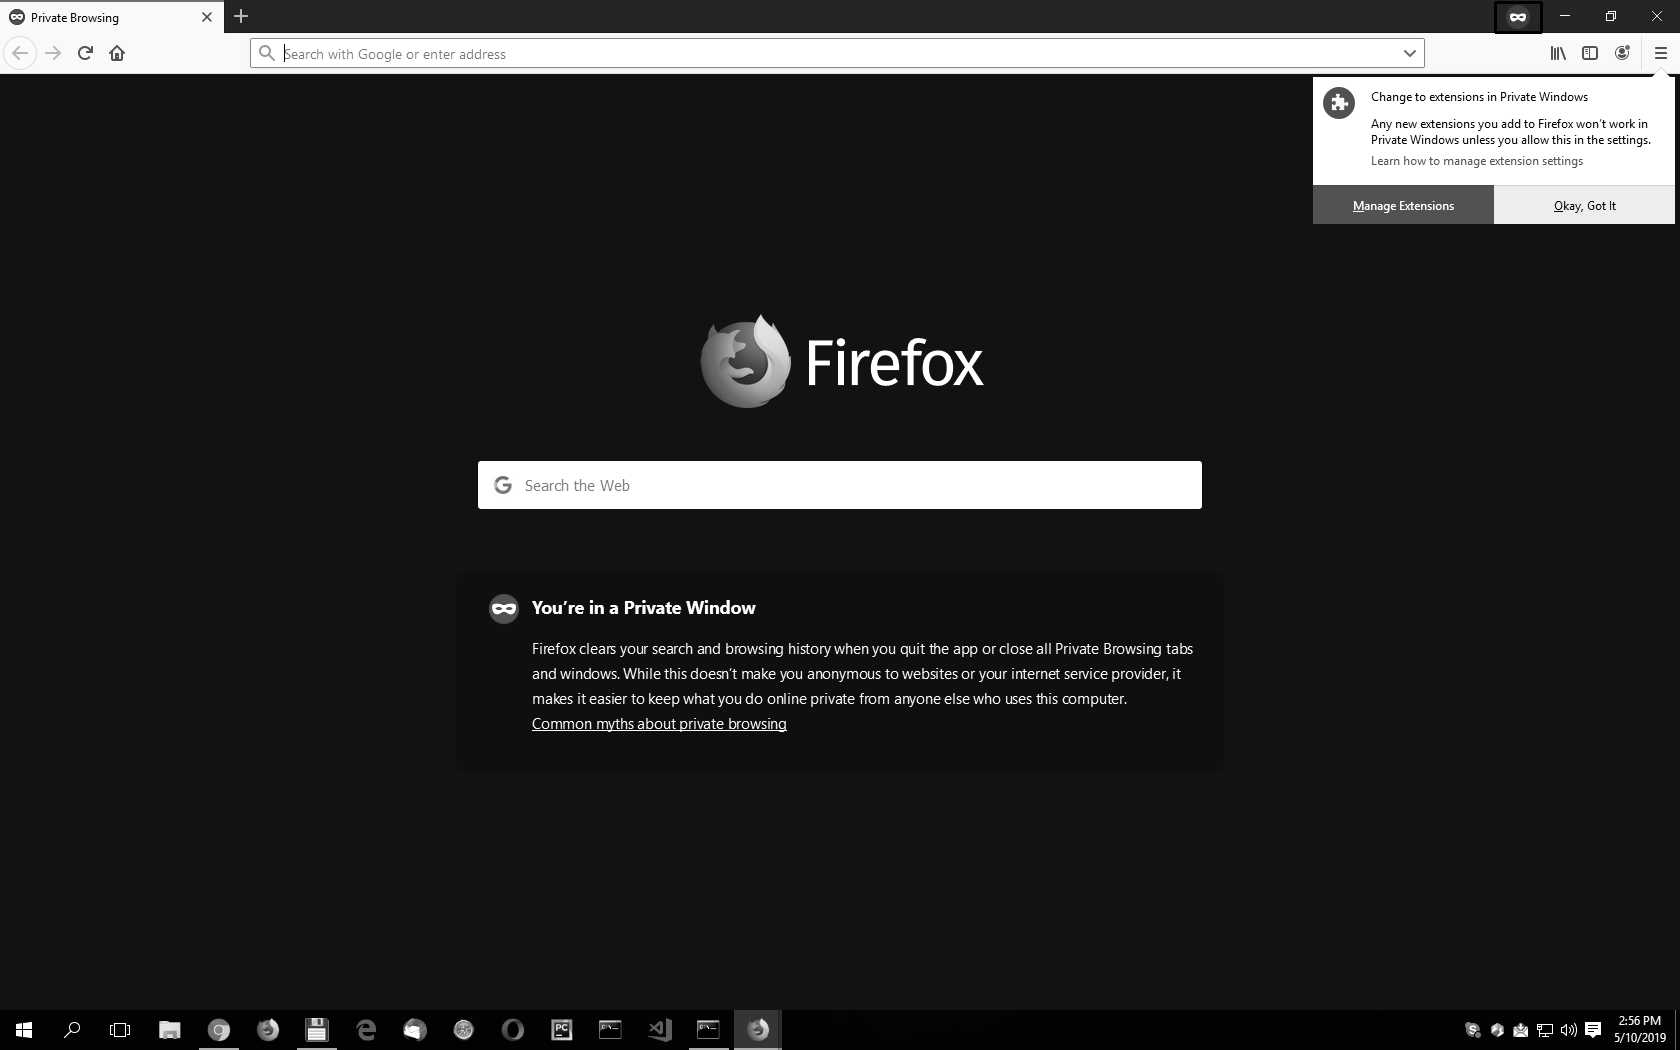 Private Browsing
Search with Google or enter address
Change to extensions in Private Windows
Any new extensions you add to Firefox won’t work in
Private Windows unless you allow this in the settings.
Learn how to manage extension settings
Manage Extensions
Okay, Got It
Firefox
G Search the Web
You’re in a Private Window
Firefox clears your search and browsing history when you quit the app or close all Private Browsing tabs
and windows. While this doesn’t make you anonymous to websites or your internet service provider, it
makes it easier to keep what you do online private from anyone else who uses this computer.
Common myths about private browsing
PC
2:56 PM
5/10/2019